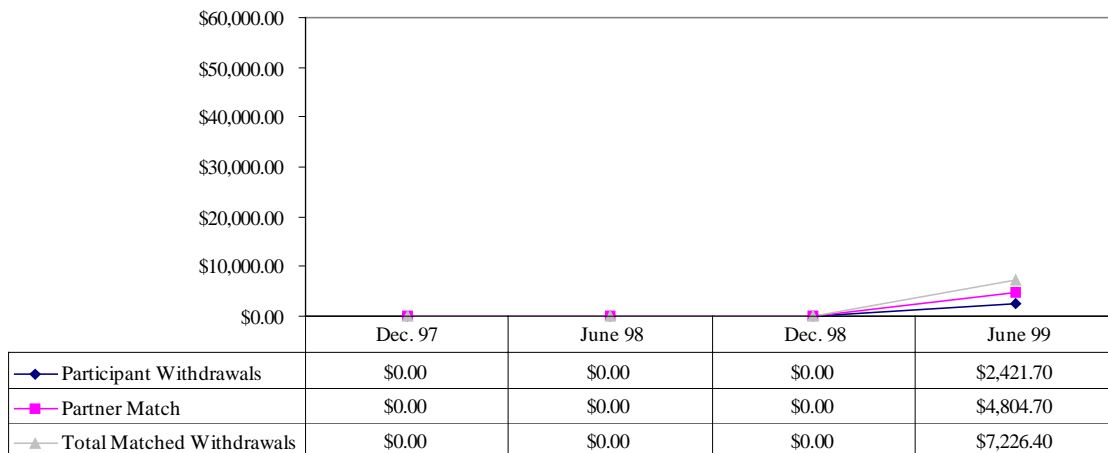 $60,000.00
$50,000.00
$40,000.00
$30,000.00
$20,000.00
$10,000.00
$0.00
Dec. 97 June 98 Dec. 98 June 99
Participant Withdrawals $0.00 $0.00 $0.00 $2,421.70
Partner Match $0.00 $0.00 $0.00 $4,804.70
Total Matched Withdrawals $0.00 $0.00 $0.00 $7,226.40